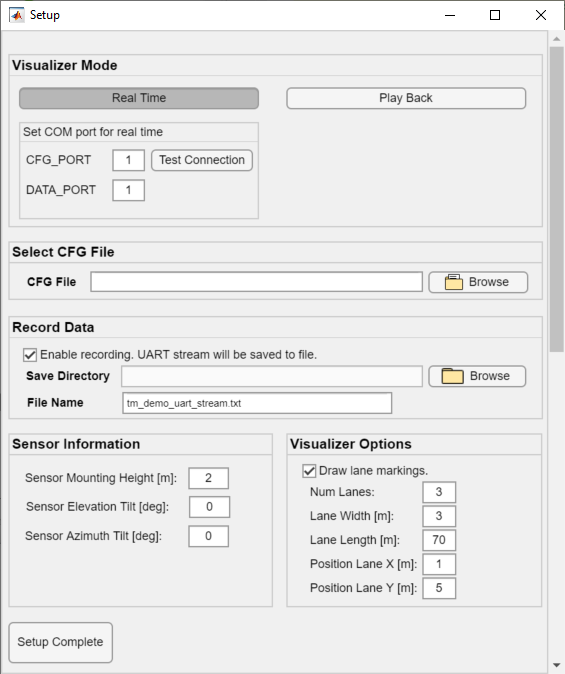 Setup
Visualizer Mode
Real Time
Play Back
Set COM port for real time
CFG_PORT 1 Test Connection
DATA_PORT 1
Select CFG File
CFG File Browse
Record Data
Enable recording. UART stream will be saved to file.
Save Directory Browse
File Name tm_demo_uart_stream.txt
Sensor Information
Sensor Mounting Height [m]: 2
Sensor Elevation Tilt [deg]: 0
Sensor Azimuth Tilt [deg]: 0
Visualizer Options
Draw lane markings.
Num Lanes: 3
Lane Width [m]: 3
Lane Length [m]: 70
Position Lane X [m]: 1
Position Lane Y [m]: 5
Setup Complete